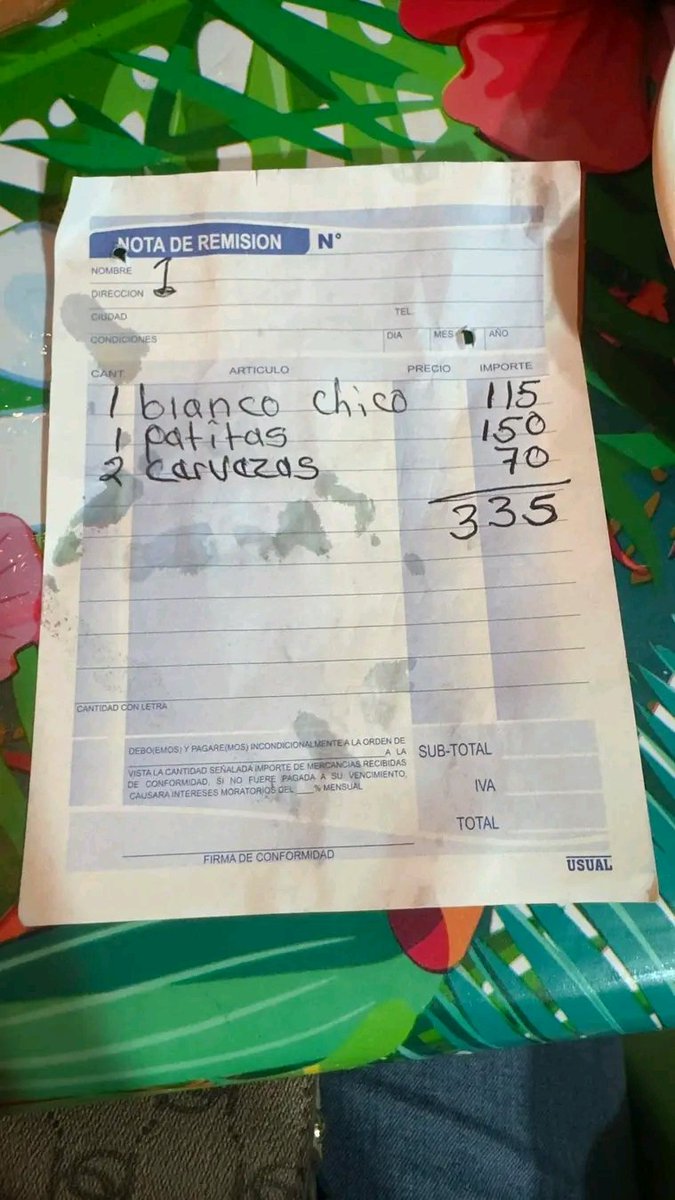 NOTA DE REMISION N°
NOMBRE 1
DIRECCION
CIUDAD TEL
CONDICIONES DIA MES AÑO
CANT. ARTICULO PRECIO IMPORTE
1 blanco chico 115
1 patitas 150
2 carvazas 70
335
CANTIDAD CON LETRA
DEBO(EMOS) Y PAGARE(MOS) INCONDICIONALMENTE A LA ORDEN DE
A LA
VISTA LA CANTIDAD SEÑALADA IMPORTE DE MERCANCIAS RECIBIDAS
DE CONFORMIDAD, SI NO FUERE PAGADA A SU VENCIMIENTO,
CAUSARA INTERESES MORATORIOS DEL ____% MENSUAL
SUB-TOTAL
IVA
TOTAL
FIRMA DE CONFORMIDAD
USUAL